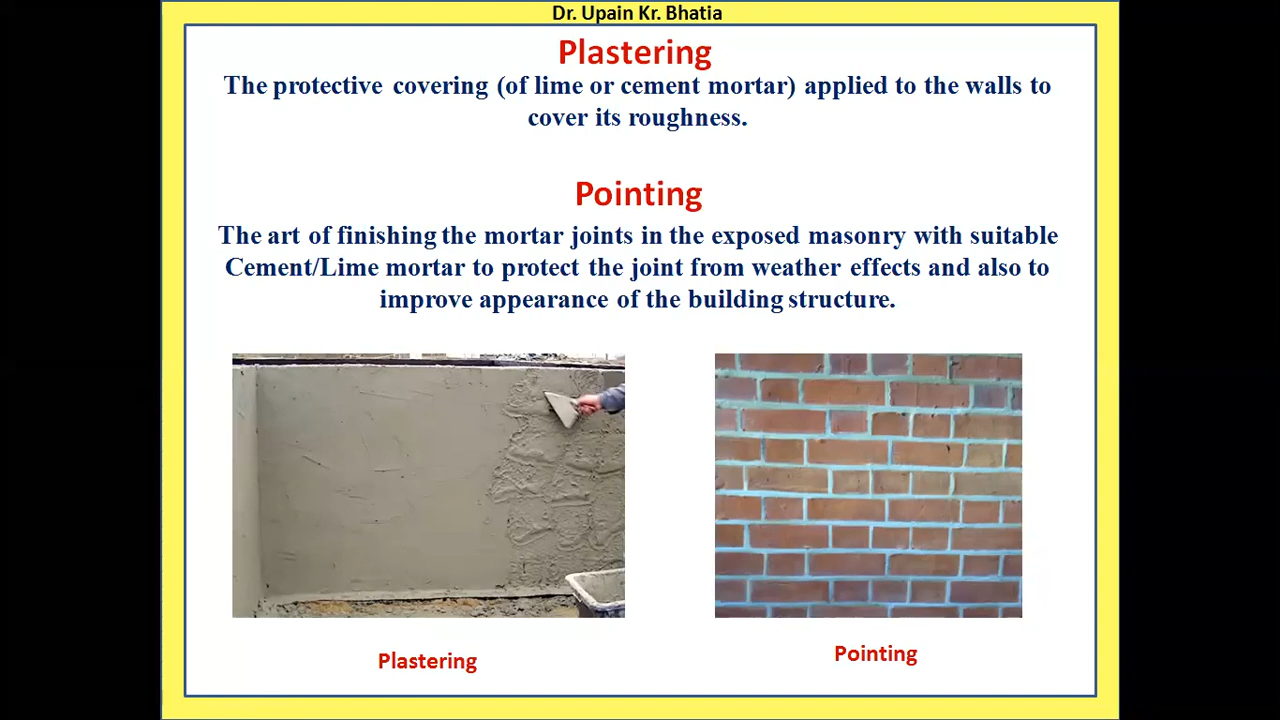 Dr. Upain Kr. Bhatia
Plastering
The protective covering (of lime or cement mortar) applied to the walls to
cover its roughness.
Pointing
The art of finishing the mortar joints in the exposed masonry with suitable
Cement/Lime mortar to protect the joint from weather effects and also to
improve appearance of the building structure.
Plastering
Pointing